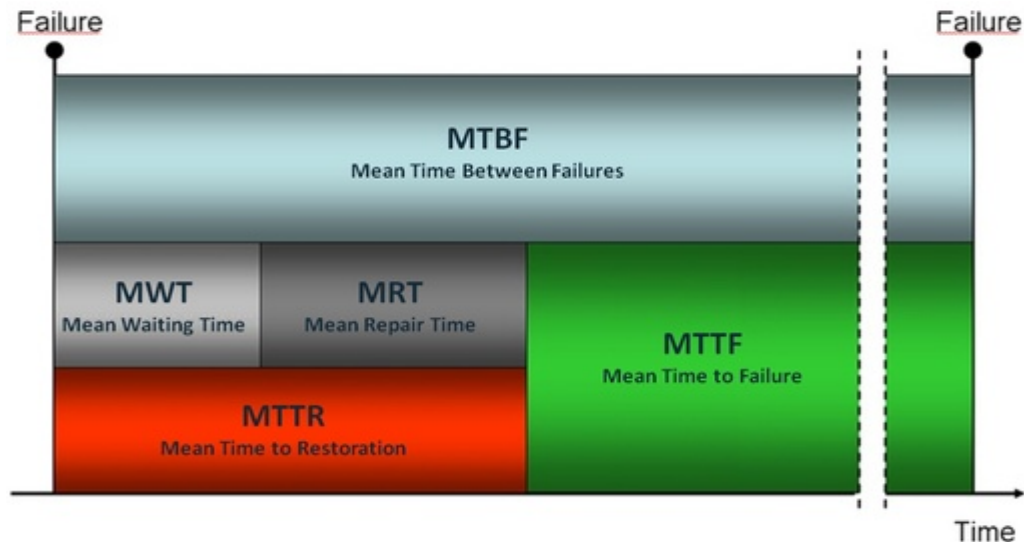 Failure
Failure
MTBF
Mean Time Between Failures
MWT
Mean Waiting Time
MRT
Mean Repair Time
MTTF
Mean Time to Failure
MTTR
Mean Time to Restoration
Time